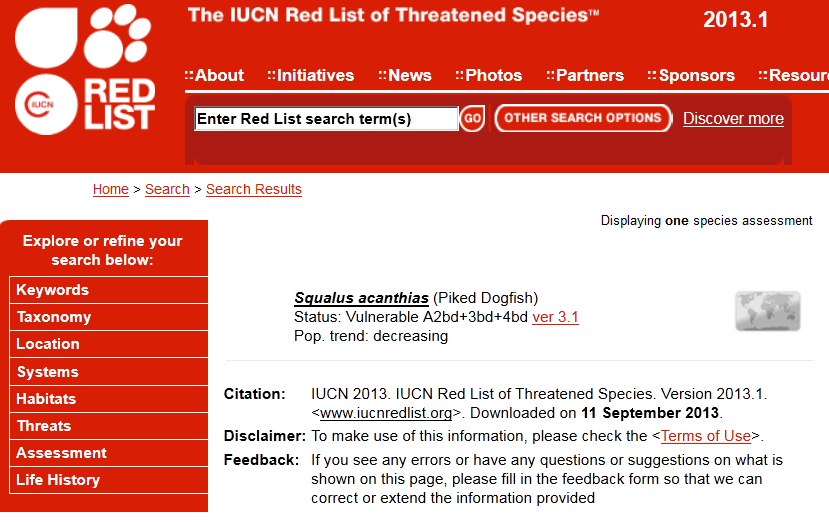 The IUCN Red List of Threatened Species™
2013.1
IUCN
RED
LIST
::About ::Initiatives ::News ::Photos ::Partners ::Sponsors ::Resour
Enter Red List search term(s) GO OTHER SEARCH OPTIONS Discover more
Home > Search > Search Results
Displaying one species assessment
Explore or refine your
search below:
Keywords
Taxonomy
Location
Systems
Habitats
Threats
Assessment
Life History
Squalus acanthias (Piked Dogfish)
Status: Vulnerable A2bd+3bd+4bd ver 3.1
Pop. trend: decreasing
Citation: IUCN 2013. IUCN Red List of Threatened Species. Version 2013.1.
<www.iucnredlist.org>. Downloaded on 11 September 2013.
Disclaimer: To make use of this information, please check the <Terms of Use>.
Feedback: If you see any errors or have any questions or suggestions on what is
shown on this page, please fill in the feedback form so that we can
correct or extend the information provided